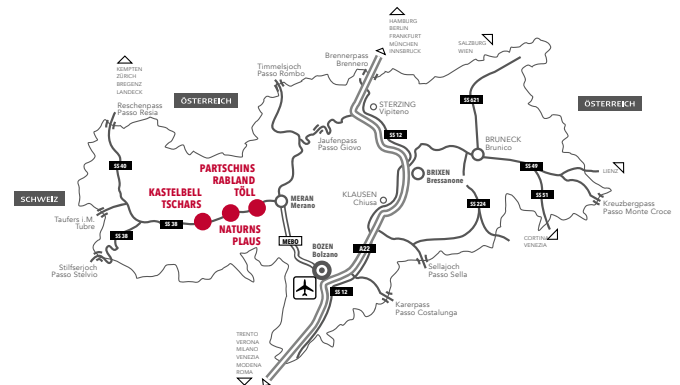 HAMBURG
BERLIN
FRANKFURT
MÜNCHEN
INNSBRUCK
SALZBURG
WIEN
Brennerpass
Brennero
KEMPTEN
ZÜRICH
BREGENZ
LANDECK
Timmelsjoch
Passo Rombo
ÖSTERREICH
ÖSTERREICH
Reschenpass
Passo Resia
STERZING
Vipiteno
SS 621
SS 12
Jaufenpass
Passo Giovo
BRUNECK
Brunico
SS 40
PARTSCHINS
RABLAND
TÖLL
KASTELBELL
TSCHARS
BRIXEN
Bressanone
SS 49
LIENZ
SCHWEIZ
MERAN
Merano
KLAUSEN
Chiusa
SS 51
SS 224
Kreuzbergpass
Passo Monte Croce
Taufers i.M.
Tubre
SS 38
SS 38
NATURNS
PLAUS
MEBO
BOZEN
Bolzano
A22
CORTINA
VENEZIA
Stilfserjoch
Passo Stelvio
Sellajoch
Passo Sella
SS 12
Karerpass
Passo Costalunga
TRENTO
VERONA
MILANO
VENEZIA
MODENA
ROMA